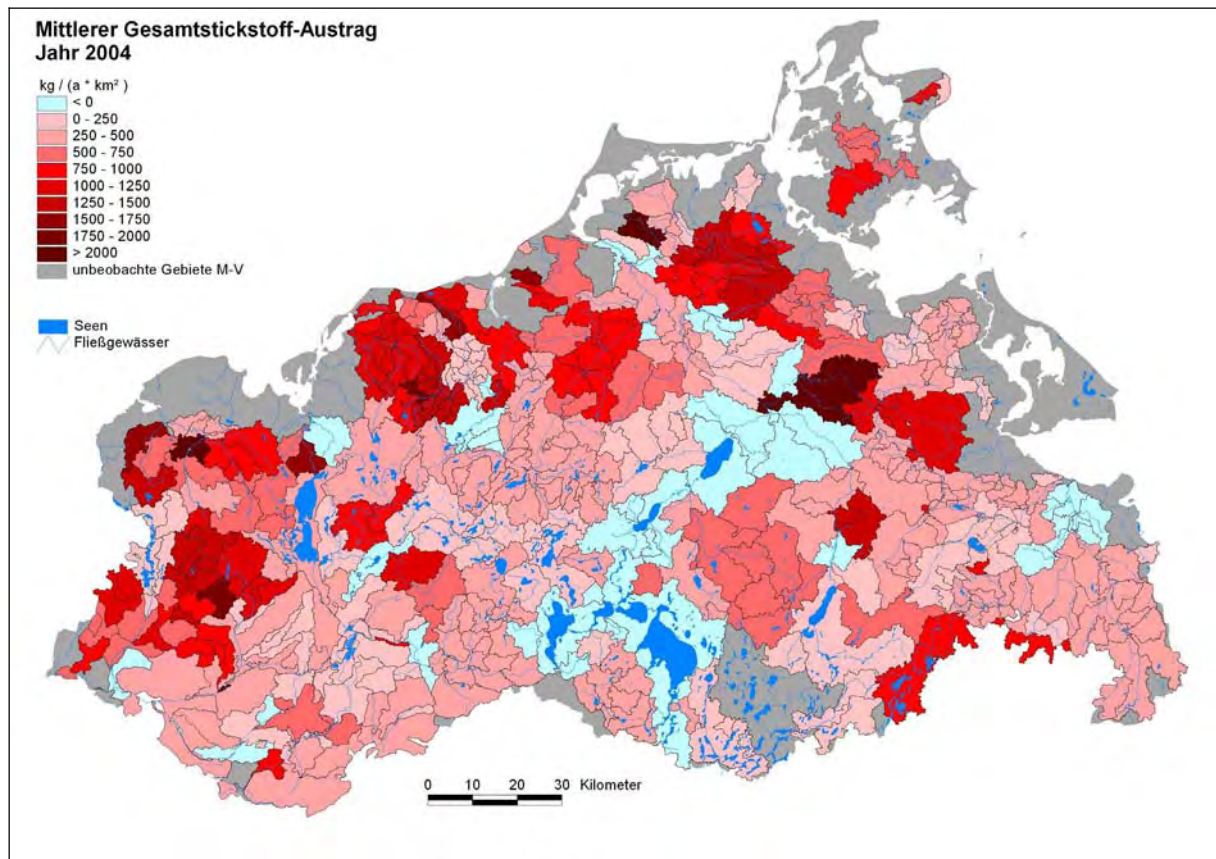 Mittlerer Gesamtstickstoff-Austrag
Jahr 2004
kg / (a * km² )
< 0
0 - 250
250 - 500
500 - 750
750 - 1000
1000 - 1250
1250 - 1500
1500 - 1750
1750 - 2000
> 2000
unbeobachte Gebiete M-V
Seen
Fließgewässer
0 10 20 30 Kilometer